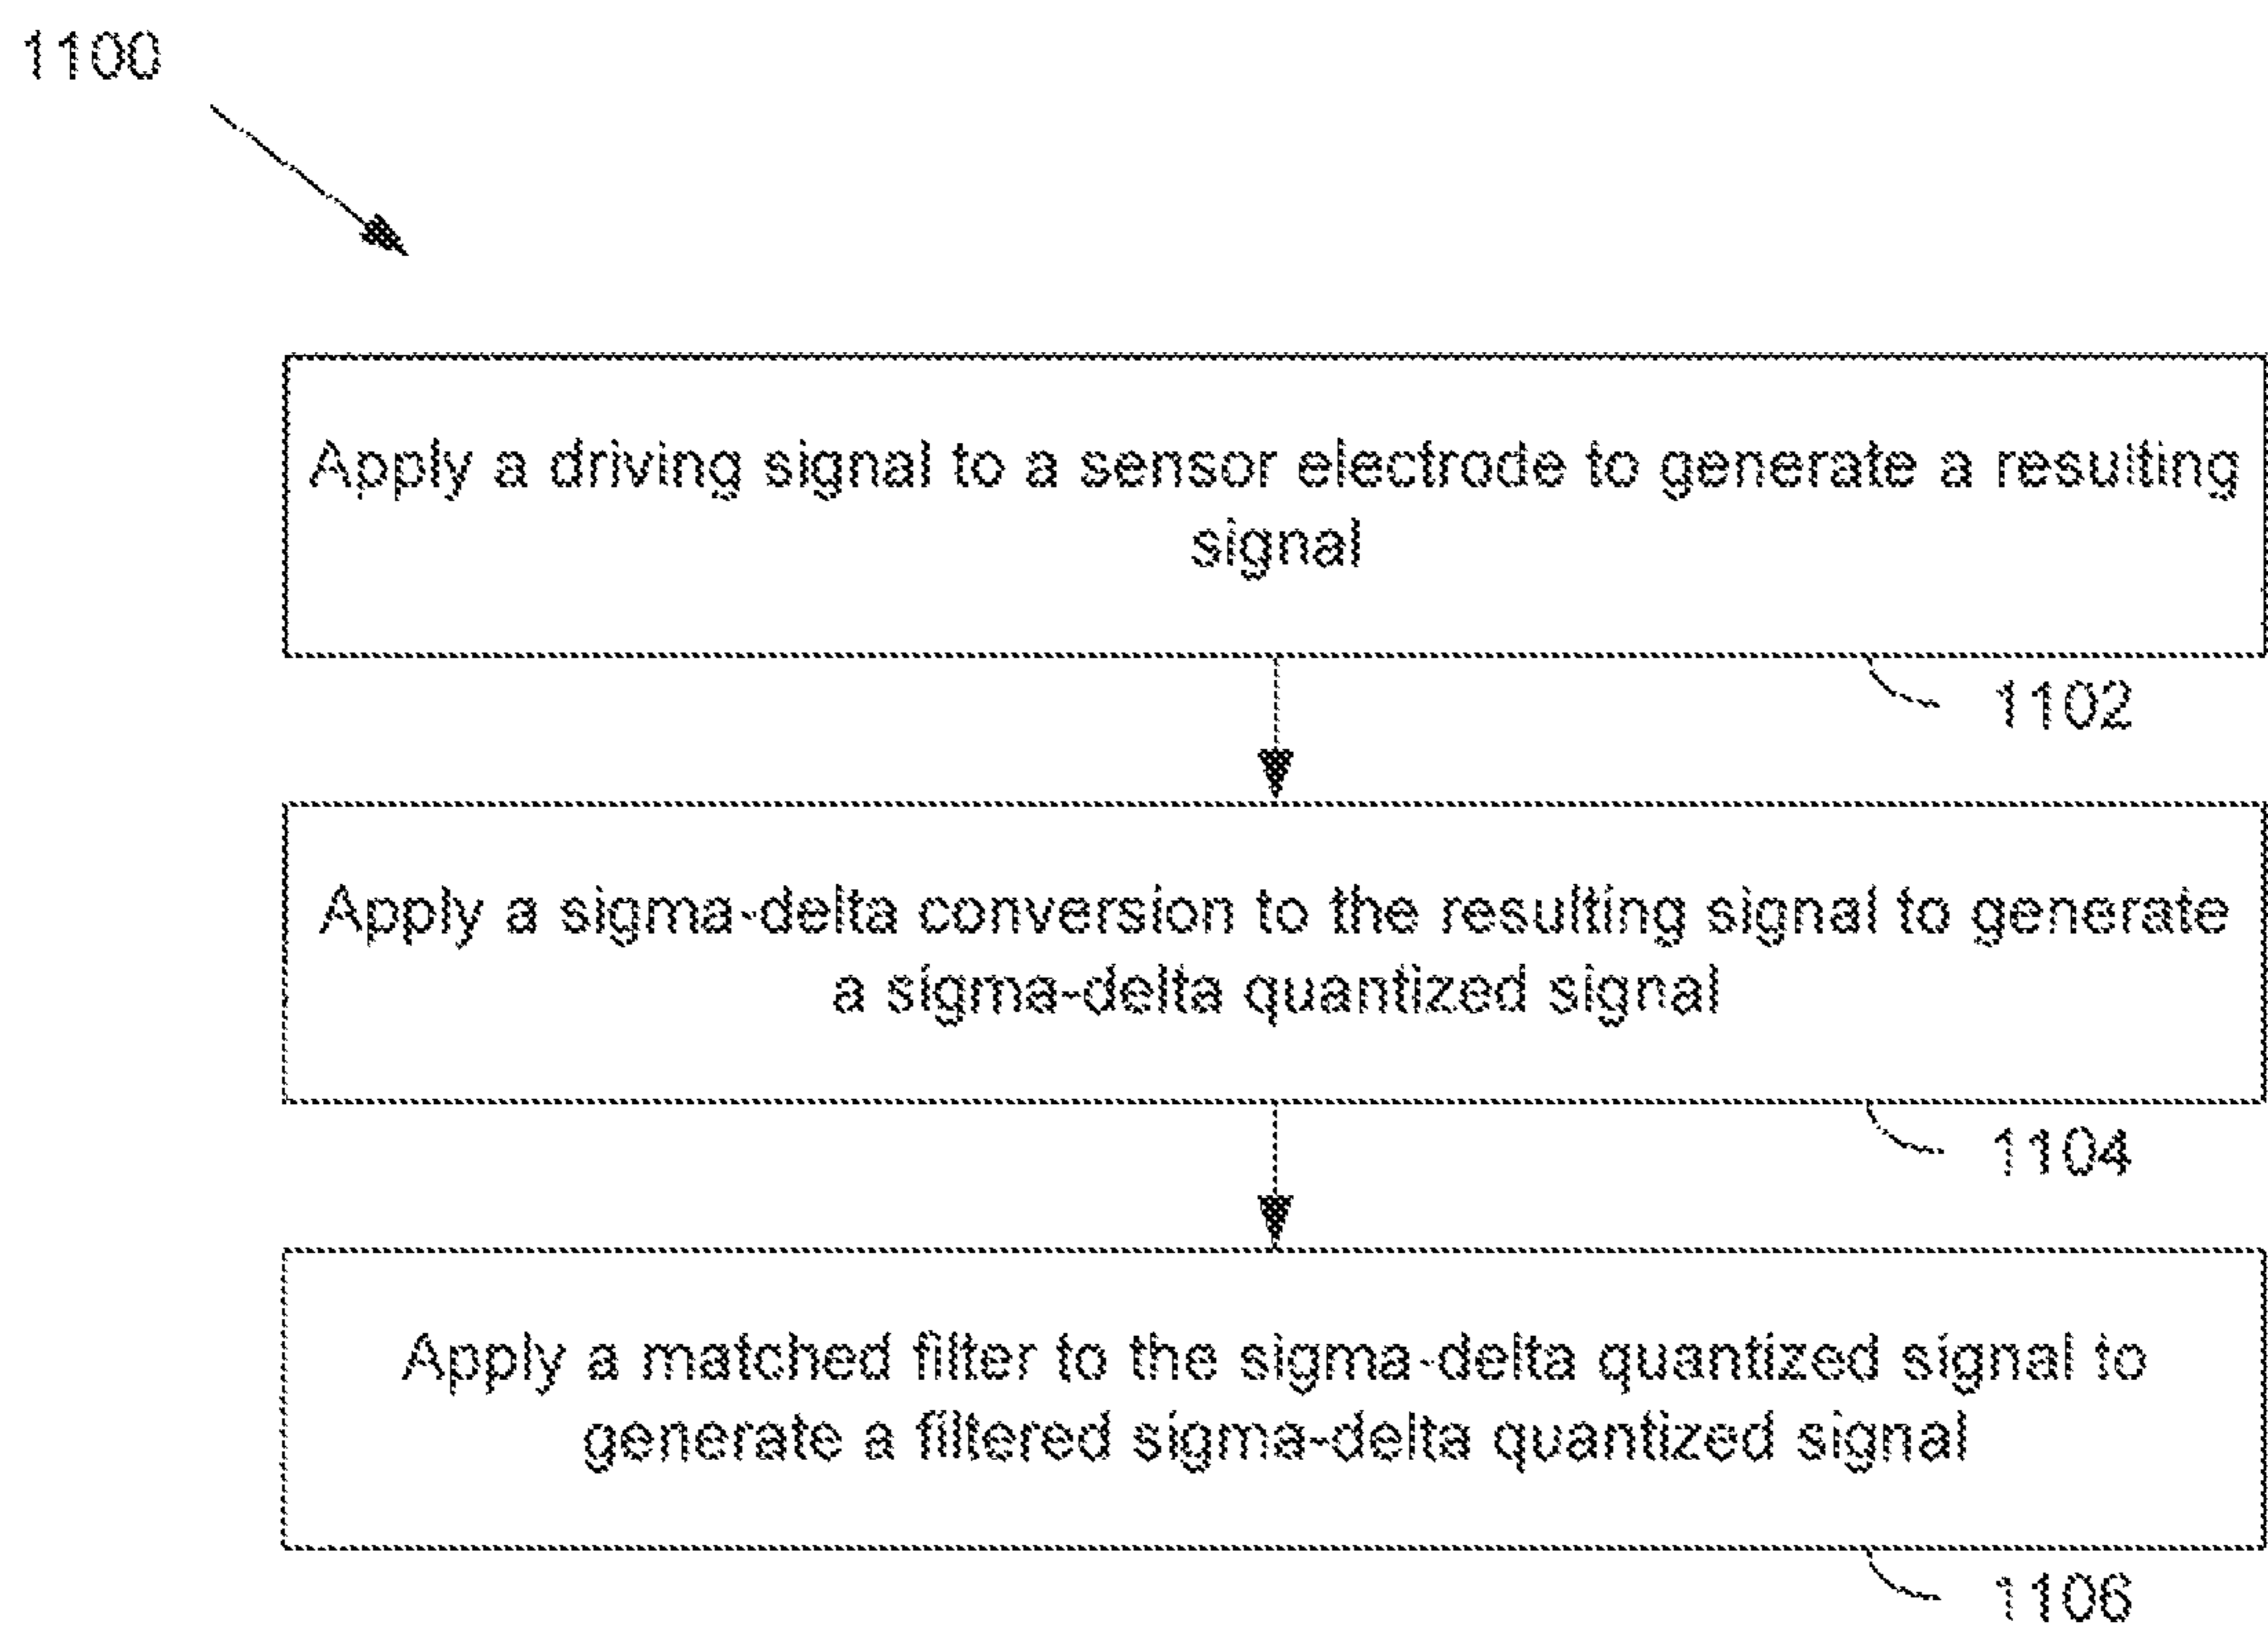 1100
Apply a driving signal to a sensor electrode to generate a resulting
signal
1102
Apply a sigma-delta conversion to the resulting signal to generate
a sigma-delta quantized signal
1104
Apply a matched filter to the sigma-delta quantized signal to
generate a filtered sigma-delta quantized signal
1106